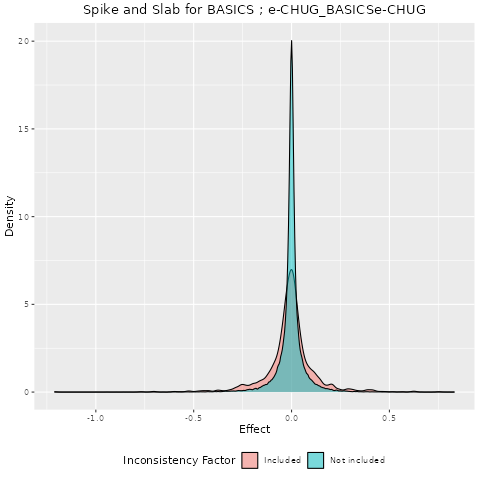 Spike and Slab for BASICS ; e-CHUG_BASICSe-CHUG
Density
20
15
10
5
0
-1.0 -0.5 0.0 0.5
Effect
Inconsistency Factor Included Not included